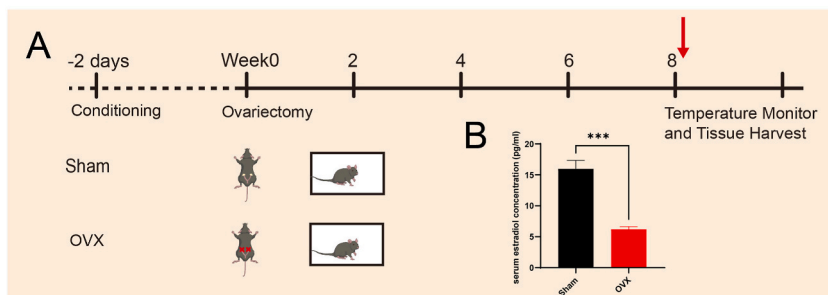 A
-2 days Week0 2 4 6 8
Conditioning Ovariectomy Temperature Monitor
and Tissue Harvest
Sham
OVX
B
serum estradiol concentration (pg/ml)
20
15
10
5
0
***
Sham OVX